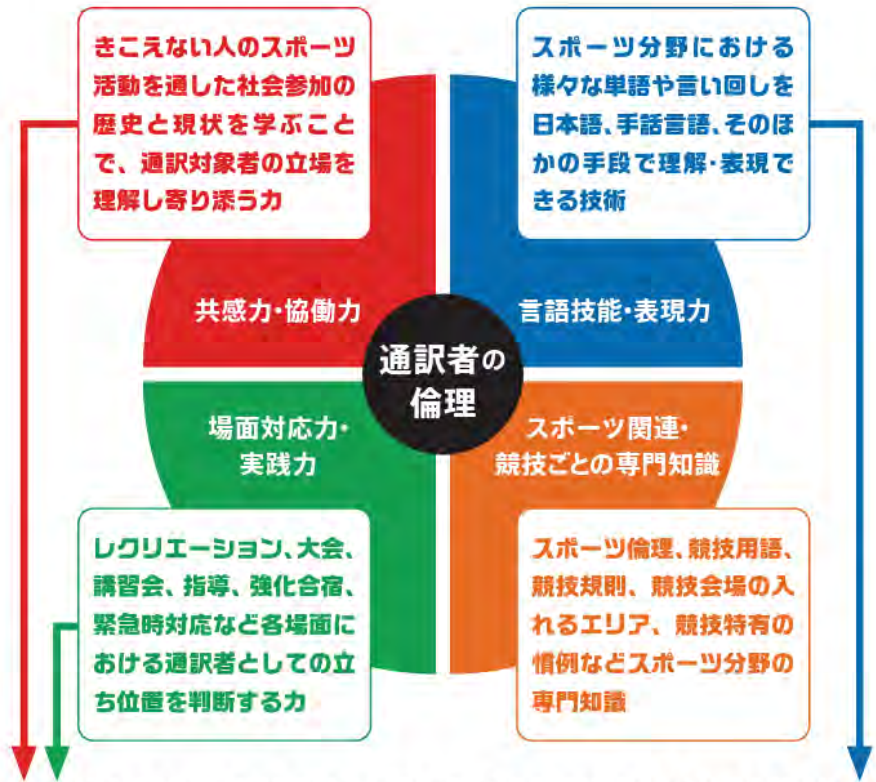 きこえない人のスポーツ
活動を通した社会参加の
歴史と現状を学ぶこと
で、通訳対象者の立場を
理解し寄り添う力
スポーツ分野における
様々な単語や言い回しを
日本語、手話言語、そのほ
かの手段で理解・表現で
きる技術
共感力・協働力
言語技能・表現力
通訳者の
倫理
場面対応力・
実践力
スポーツ関連・
競技ごとの専門知識
レクリエーション、大会、
講習会、指導、強化合宿、
緊急時対応など各場面に
おける通訳者としての立
ち位置を判断する力
スポーツ倫理、競技用語、
競技規則、競技会場の入
れるエリア、競技特有の
慣例などスポーツ分野の
専門知識